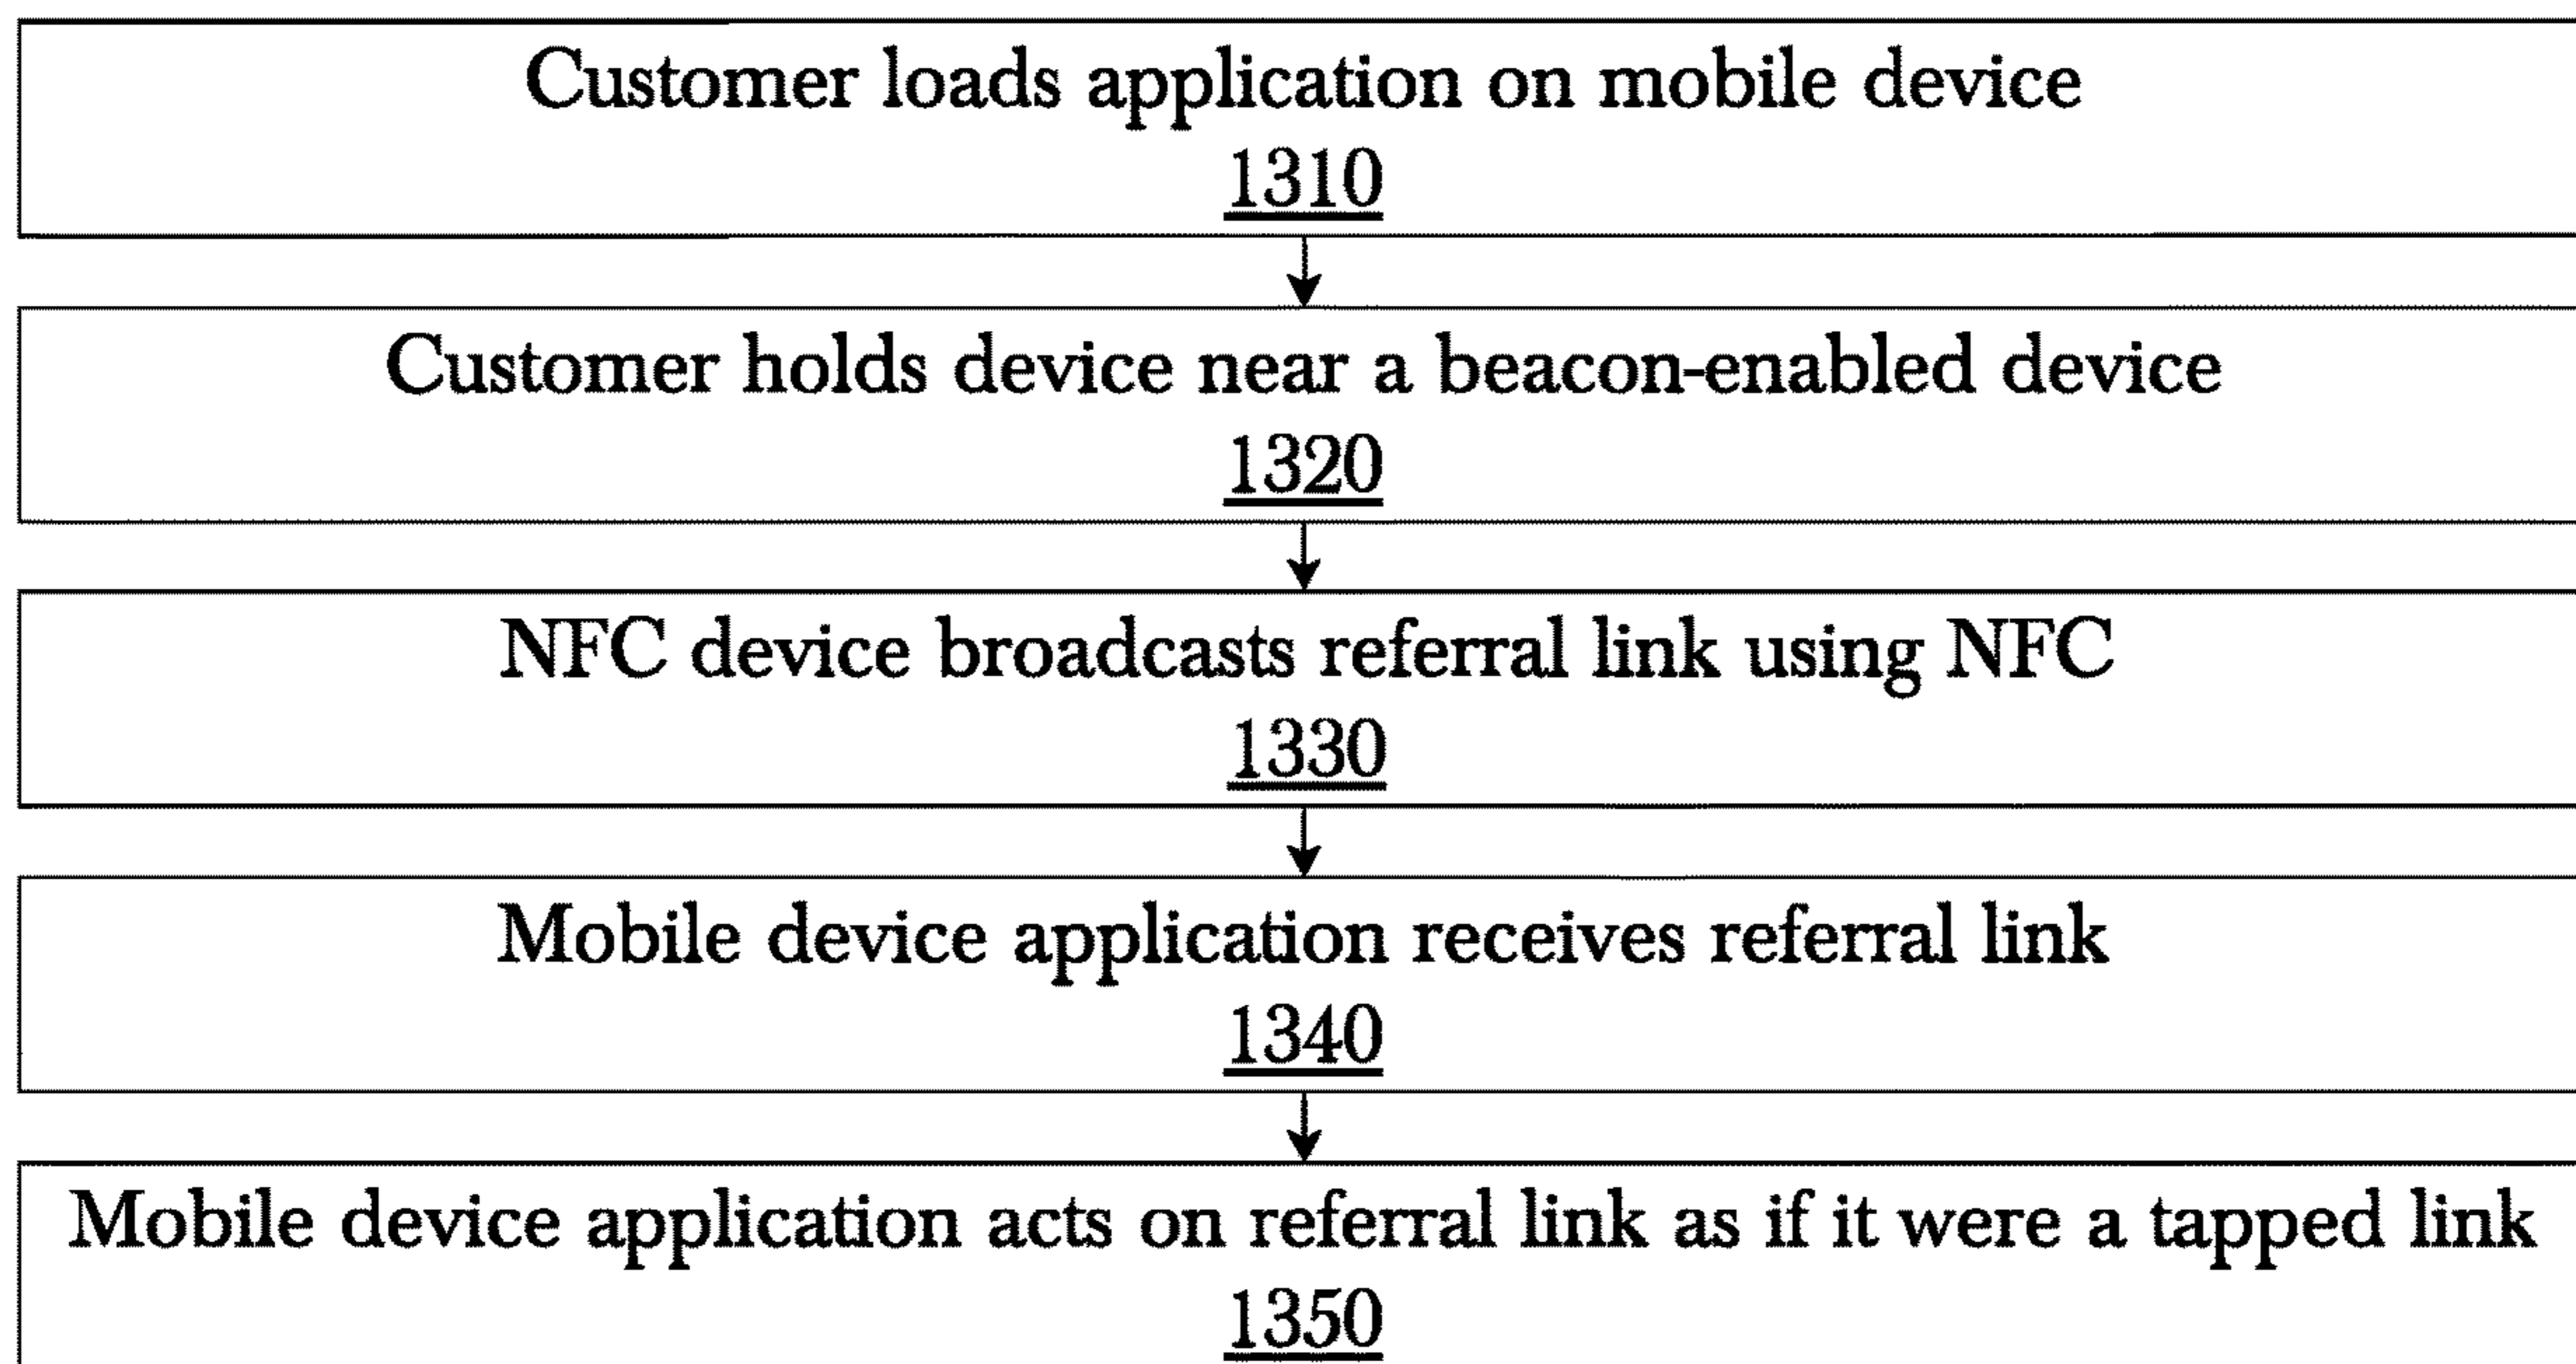 Customer loads application on mobile device
1310
Customer holds device near a beacon-enabled device
1320
NFC device broadcasts referral link using NFC
1330
Mobile device application receives referral link
1340
Mobile device application acts on referral link as if it were a tapped link
1350